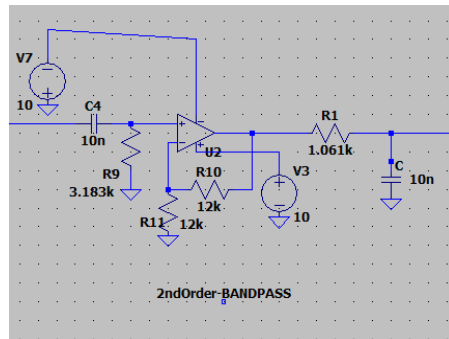 V7
10
C4
10n
R9
3.183k
U2
R10
12k
R11
12k
V3
10
R1
1.061k
C
10n
2ndOrder-BANDPASS